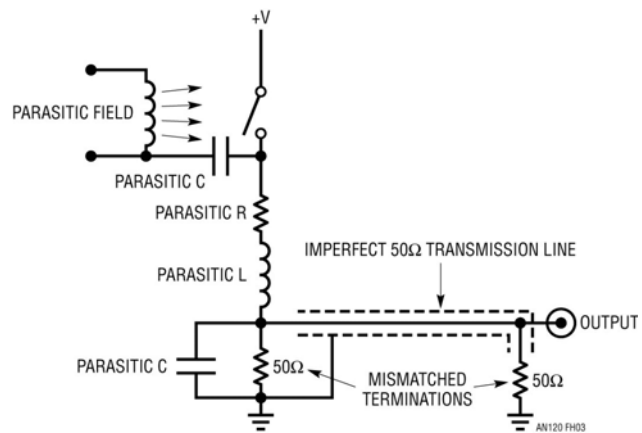 +V
PARASITIC FIELD
PARASITIC C
PARASITIC R
IMPERFECT 50Ω TRANSMISSION LINE
PARASITIC L
OUTPUT
PARASITIC C
50Ω
MISMATCHED
TERMINATIONS
50Ω
AN120 FH03